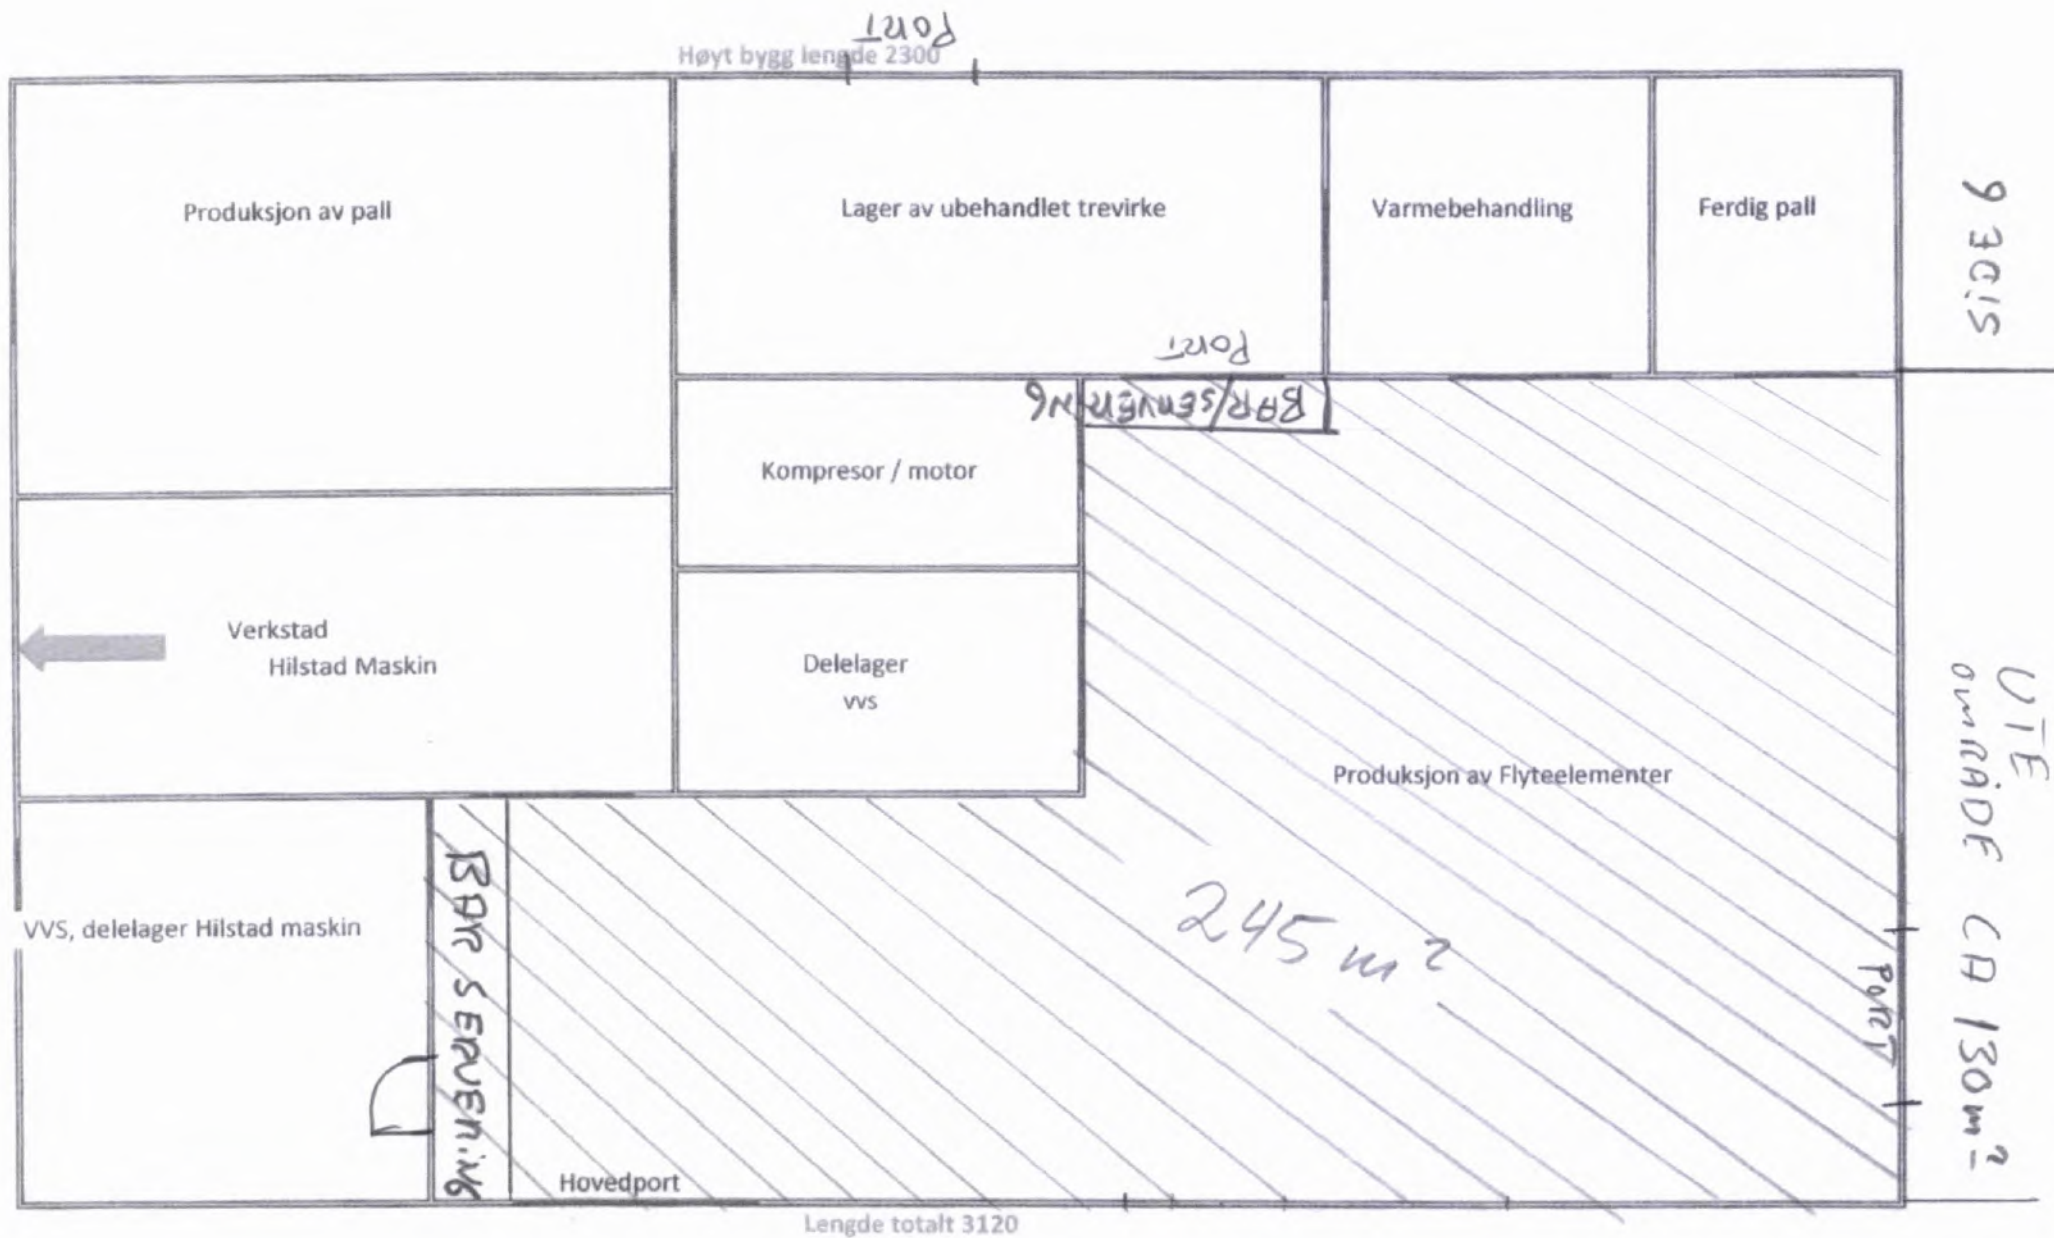 PORT
Høyt bygg lengde 2300
Produksjon av pall
Lager av ubehandlet trevirke
Varmebehandling
Ferdig pall
PORT
BAR/SERVERING
Kompresor / motor
Verkstad
Hilstad Maskin
Delelager
vvs
Produksjon av Flyteelementer
VVS, delelager Hilstad maskin
BAR SERVERING
245 m²
PORT
Hovedport
Lengde totalt 3120
UTE
OMRÅDE CA 130m²